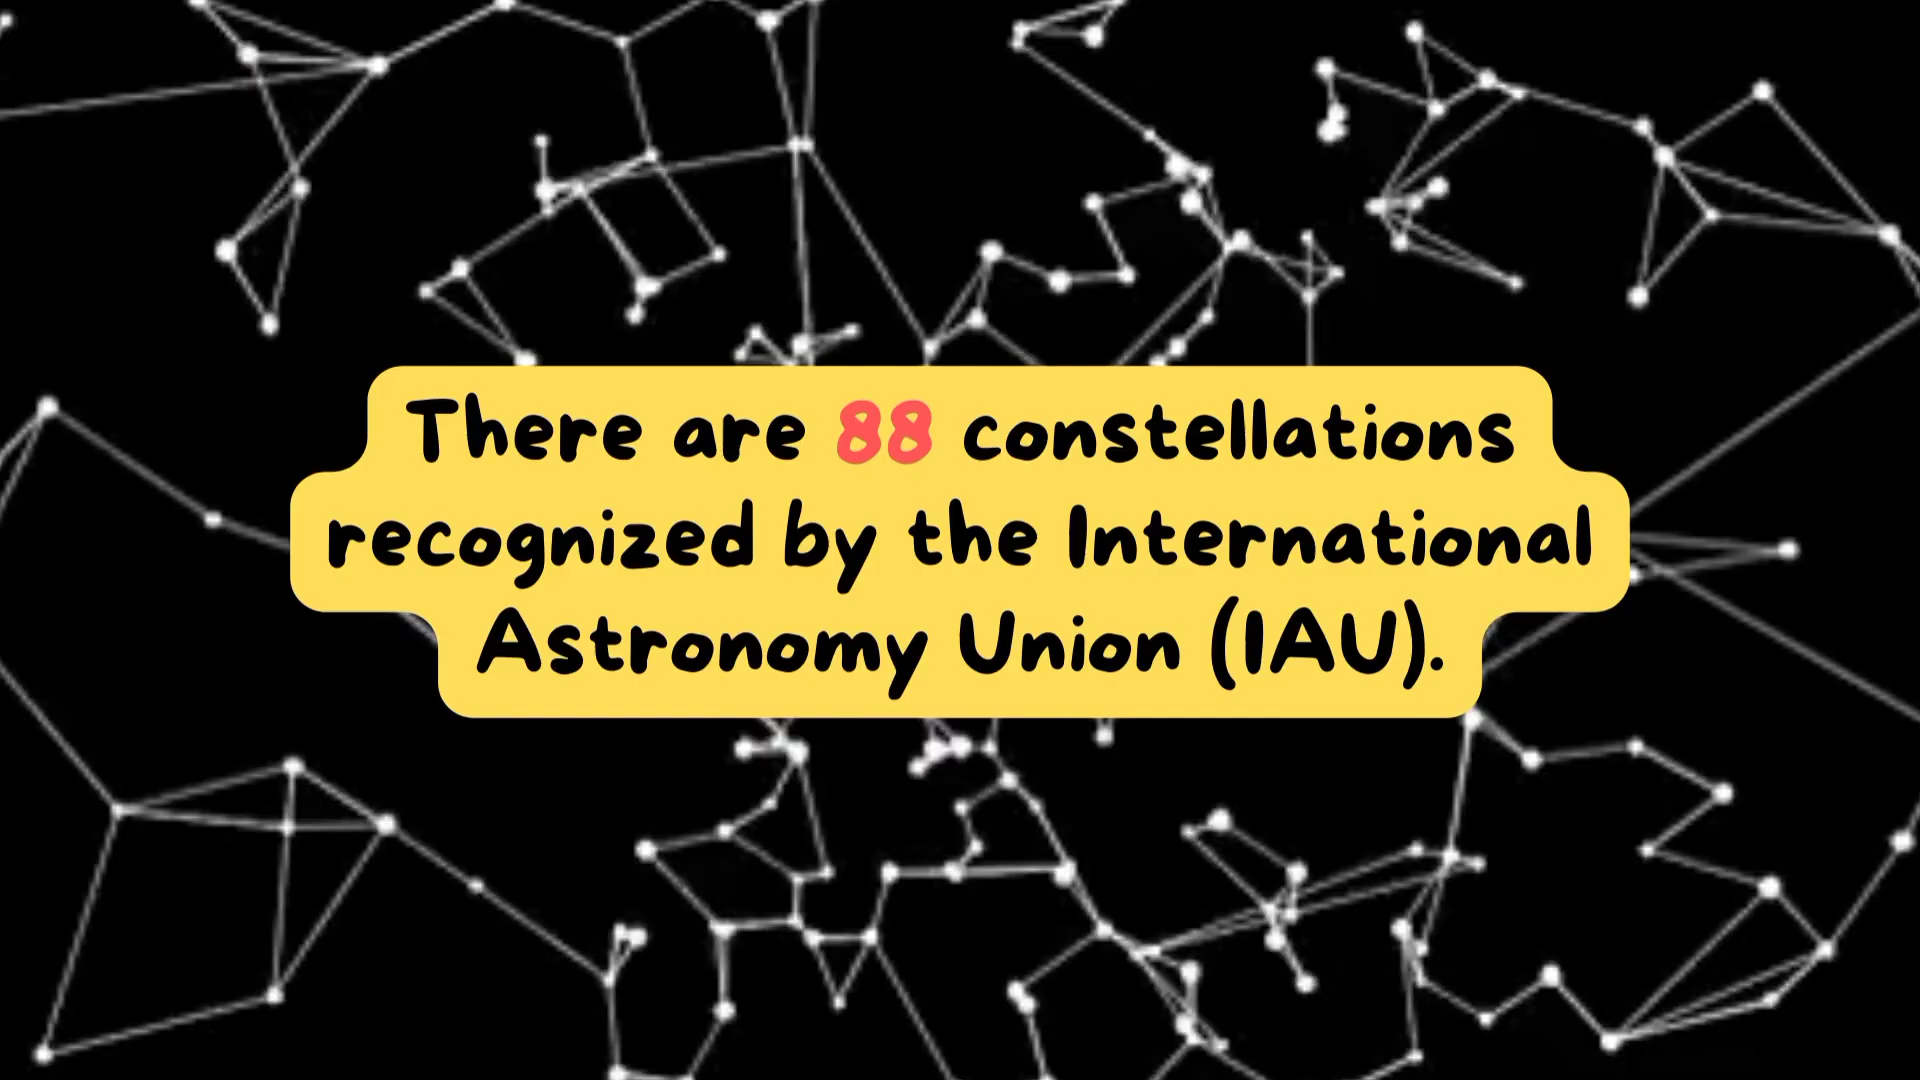 There are 88 constellations
recognized by the International
Astronomy Union (IAU).